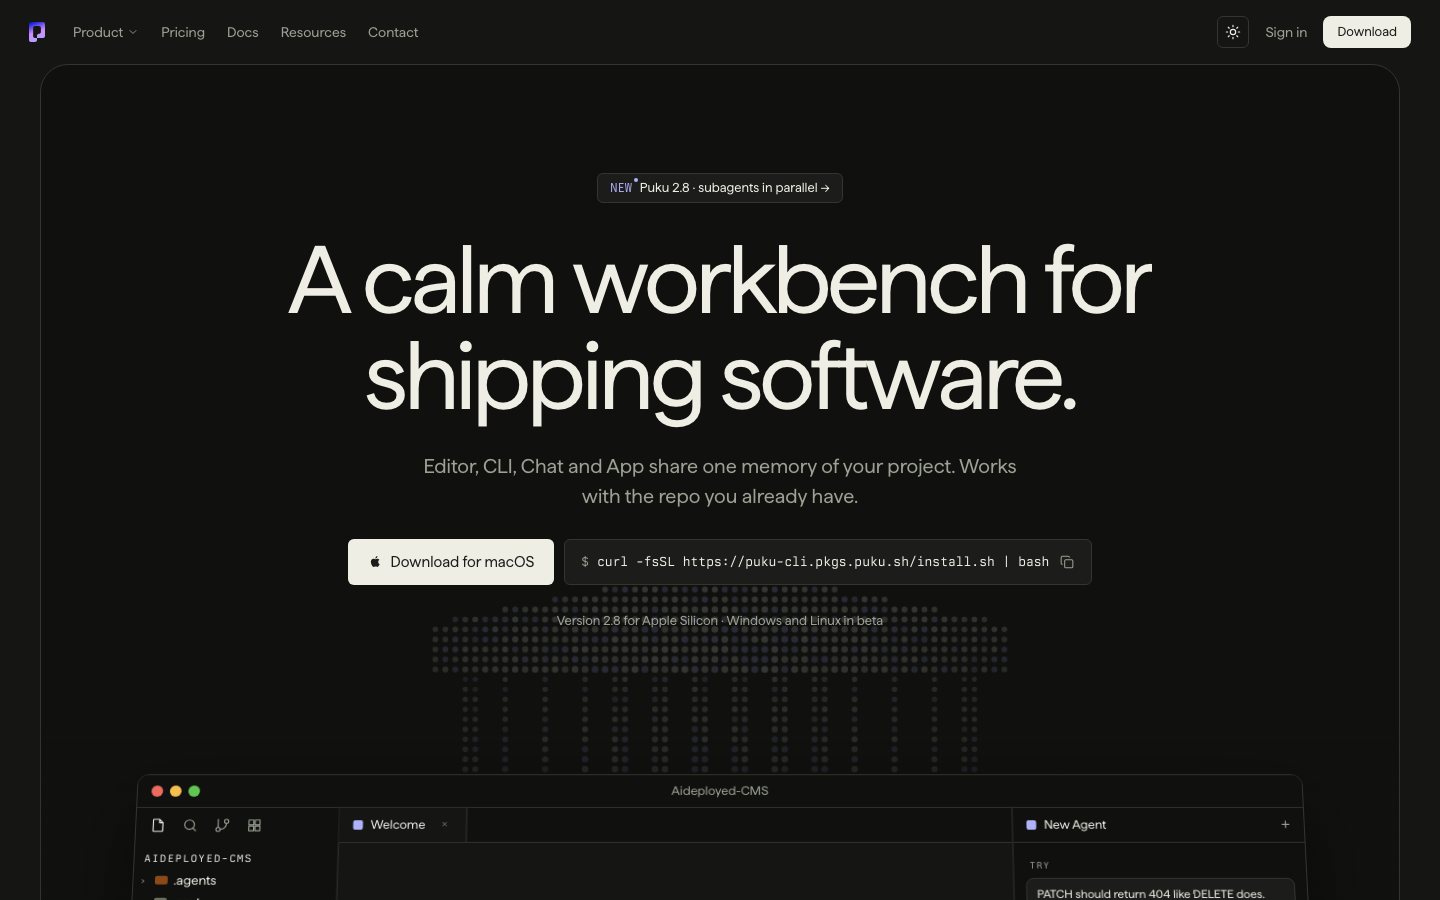 Product
Pricing
Docs
Resources
Contact
Sign in
Download
NEW Puku 2.8 · subagents in parallel →
A calm workbench for
shipping software.
Editor, CLI, Chat and App share one memory of your project. Works
with the repo you already have.
Download for macOS
$ curl -fsSL https://puku-cli.pkgs.puku.sh/install.sh | bash
Version 2.8 for Apple Silicon · Windows and Linux in beta
Aideployed-CMS
Welcome ×
New Agent +
AIDEPLOYED-CMS
TRY
› .agents
PATCH should return 404 like DELETE does.